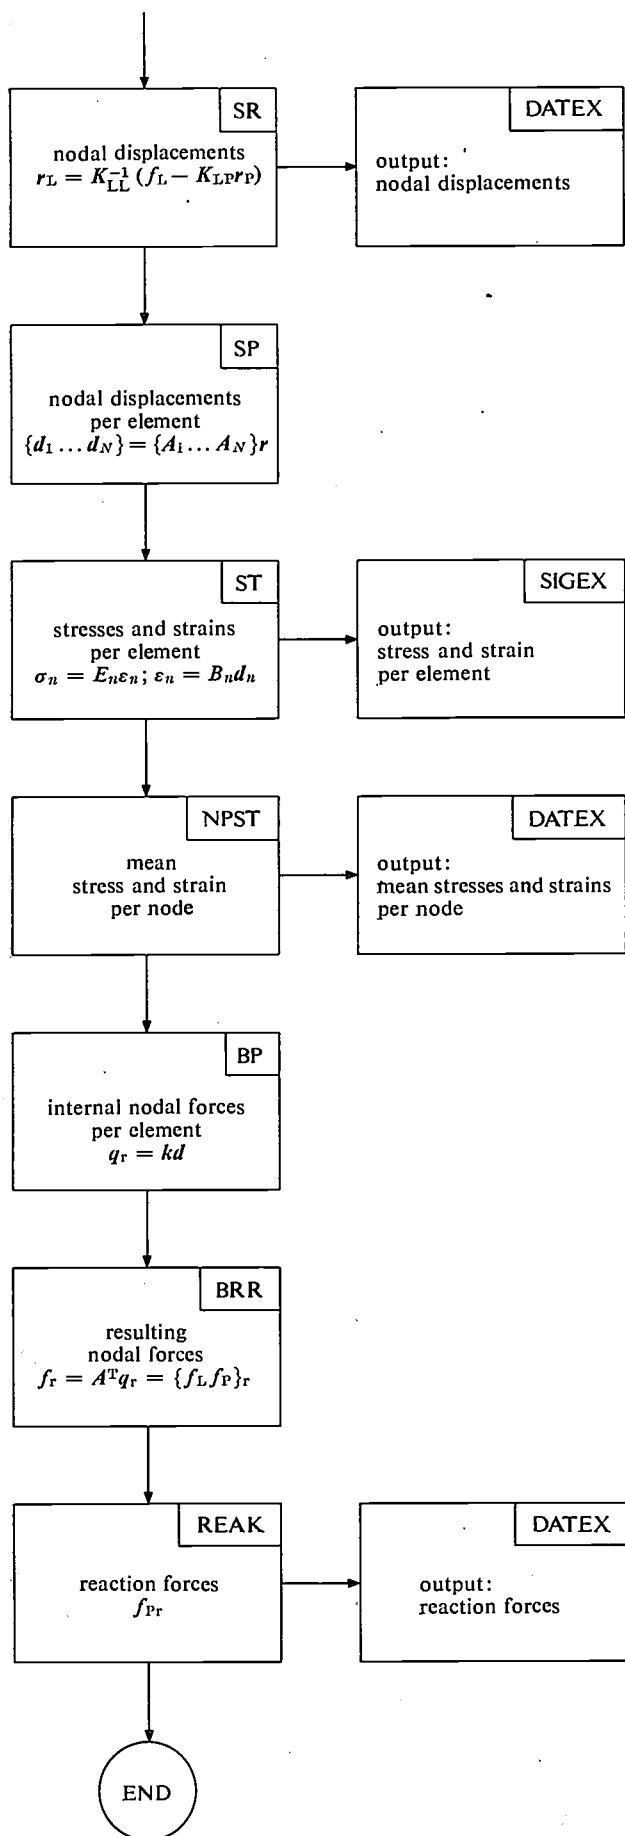 SR
nodal displacements
r_L = K_LL^-1 (f_L − K_LP r_P)
DATEX
output:
nodal displacements
SP
nodal displacements
per element
{d_1 ... d_N} = {A_1 ... A_N} r
ST
stresses and strains
per element
σ_n = E_n ε_n; ε_n = B_n d_n
SIGEX
output:
stress and strain
per element
NPST
mean
stress and strain
per node
DATEX
output:
mean stresses and strains
per node
BP
internal nodal forces
per element
q_r = kd
BRR
resulting
nodal forces
f_r = A^T q_r = {f_L f_P}_r
REAK
reaction forces
f_Pr
DATEX
output:
reaction forces
END